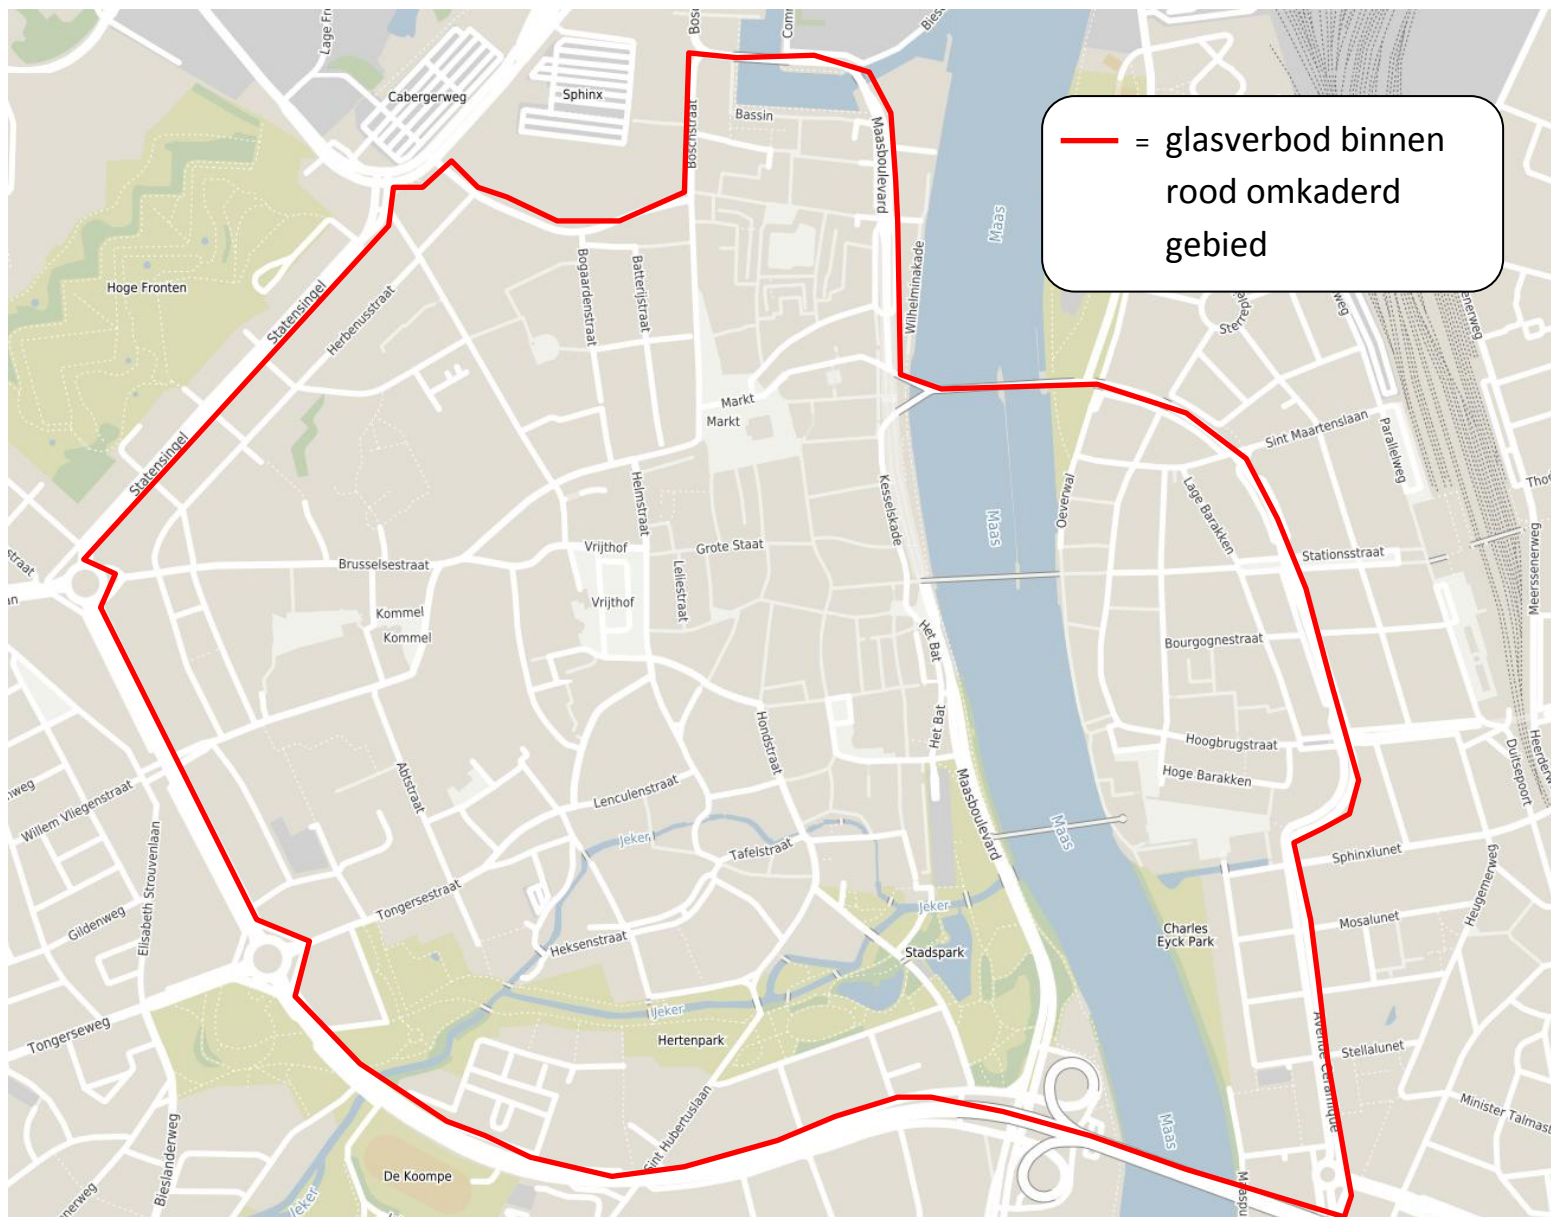 Cabergerweg
Sphinx
Bassin
Boschstraat
Maasboulevard
= glasverbod binnen
rood omkaderd
gebied
Maas
Wilhelminakade
Hoge Fronten
Statensingel
Herbenusstraat
Bogaardenstraat
Batterijstraat
Markt
Markt
Sint Maartenslaan
Parallelweg
Statensingel
Helmstraat
Kesselskade
Maas
Oeverwal
Lage Barakken
Brusselsestraat
Vrijthof
Grote Staat
Stationsstraat
Meerssenerweg
Leliestraat
Vrijthof
Kommel
Kommel
Het Bat
Bourgognestraat
Hondstraat
Het Bat
Hoogbrugstraat
Duitsepoort
Hoge Barakken
Abtstraat
Lenculenstraat
Maasboulevard
Willem Vliegenstraat
Jeker
Maas
Tafelstraat
Sphinxlunet
Elisabeth Strouvenlaan
Tongersestraat
Heugemerweg
Gildenweg
Jeker
Mosalunet
Charles
Eyck Park
Heksenstraat
Stadspark
Jeker
Tongerseweg
Hertenpark
Avenue Ceramique
Stellalunet
Sint Hubertuslaan
Maas
Bieslanderweg
De Koompe
Jeker